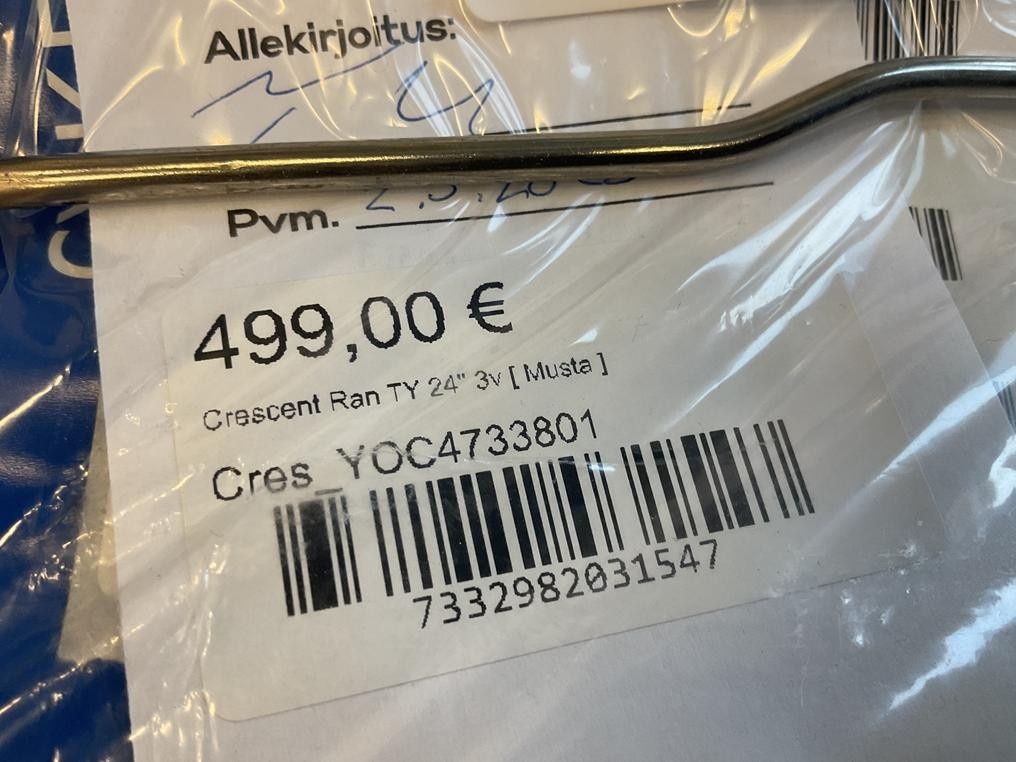 Allekirjoitus:
Pvm.
499,00 €
Crescent Ran TY 24" 3v [ Musta ]
Cres_YOC4733801
7332982031547